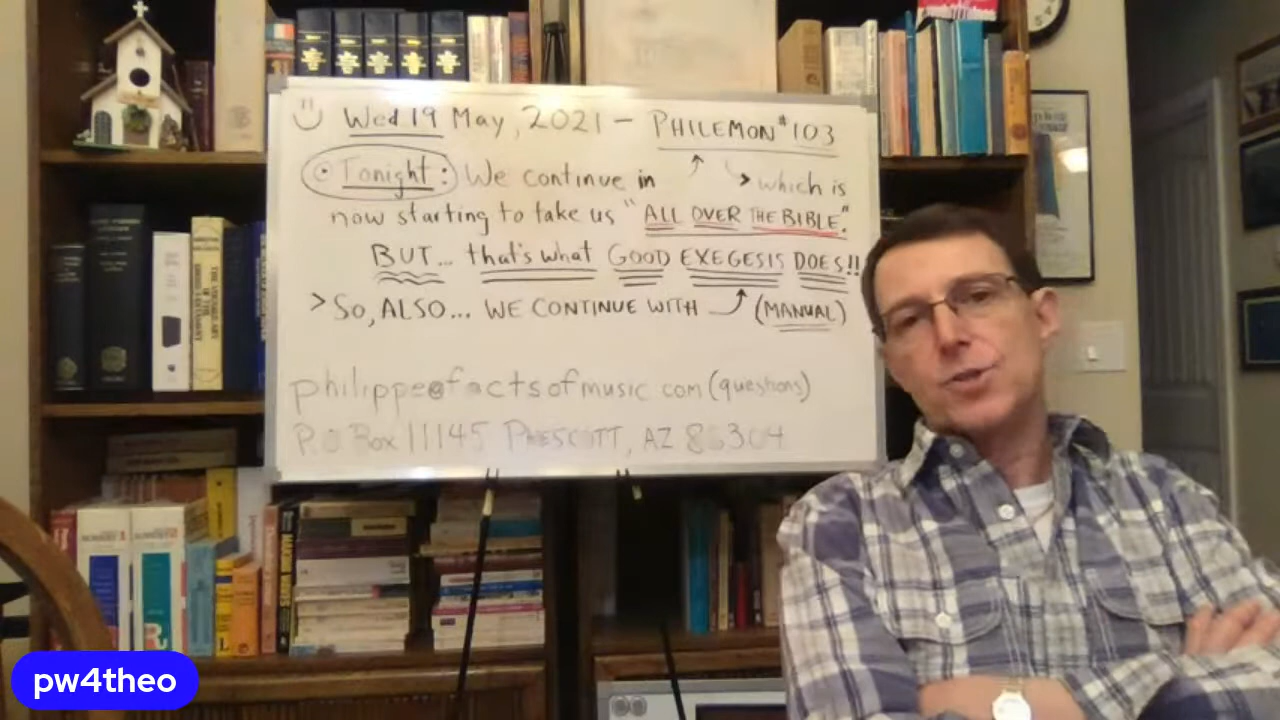 Wed 19 May, 2021 - PHILEMON #103
• Tonight: We continue in > which is
now starting to take us "ALL OVER THE BIBLE".
BUT... that's what GOOD EXEGESIS DOES!!
> SO, ALSO... WE CONTINUE WITH (MANUAL)
philippe@factsofmusic.com (questions)
P.O Box 11145 PRESCOTT, AZ 86304
pw4theo